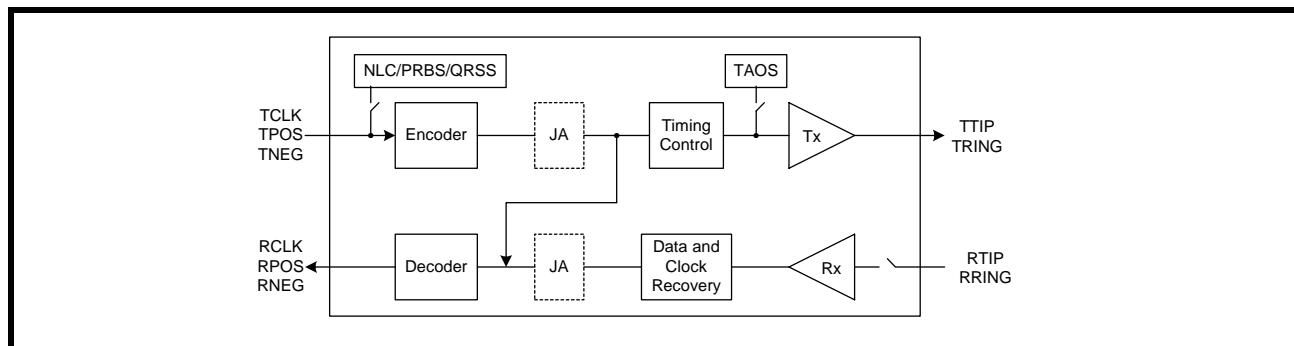 NLC/PRBS/QRSS
TAOS
TCLK
TPOS
TNEG
Encoder
JA
Timing
Control
Tx
TTIP
TRING
RCLK
RPOS
RNEG
Decoder
JA
Data and
Clock
Recovery
Rx
RTIP
RRING